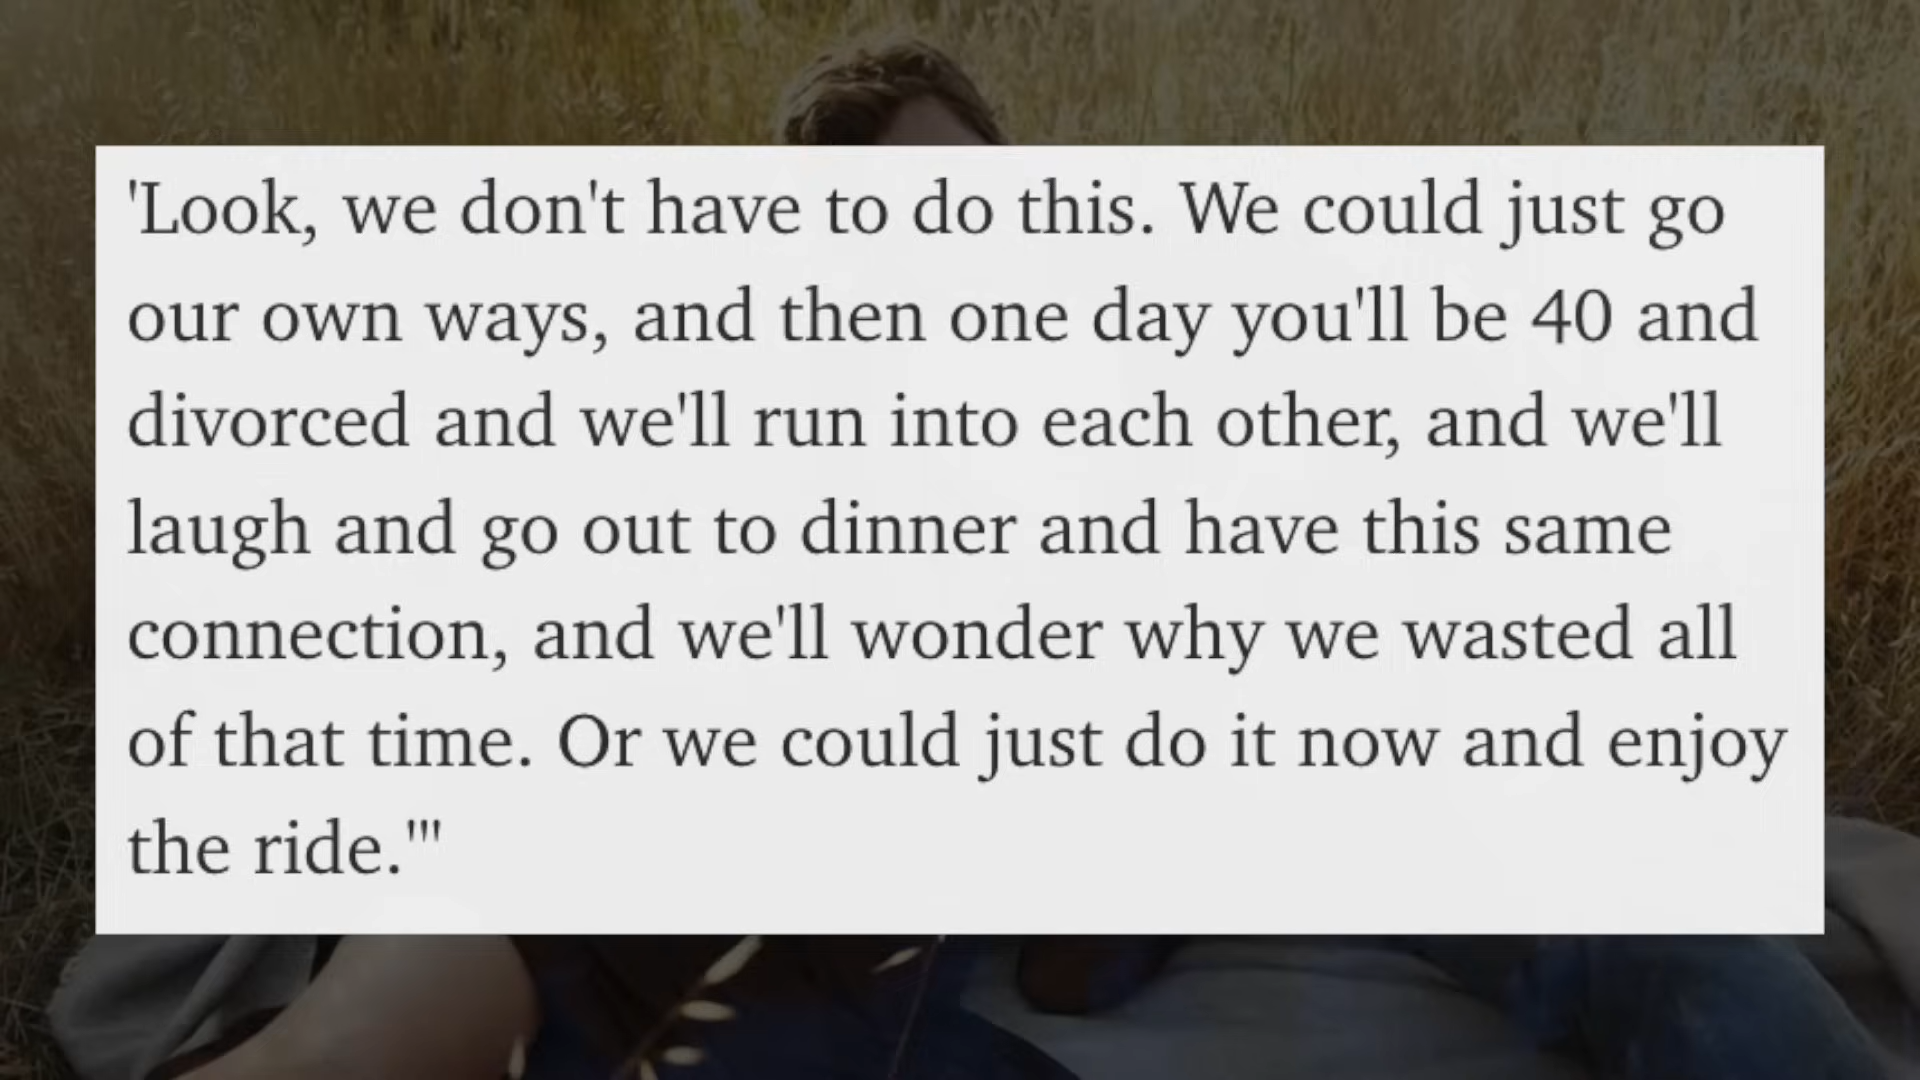 'Look, we don't have to do this. We could just go
our own ways, and then one day you'll be 40 and
divorced and we'll run into each other, and we'll
laugh and go out to dinner and have this same
connection, and we'll wonder why we wasted all
of that time. Or we could just do it now and enjoy
the ride.'"